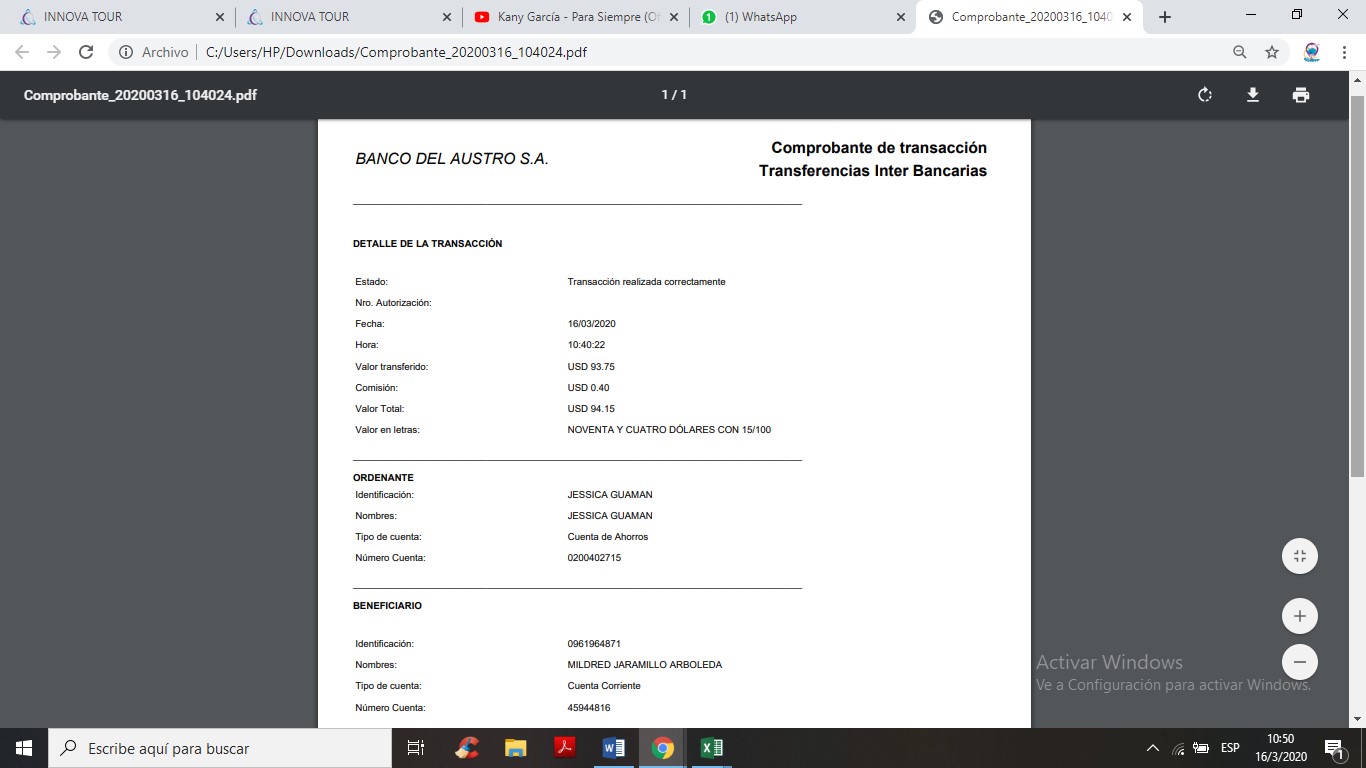 INNOVA TOUR
INNOVA TOUR
Kany García - Para Siempre (Of
(1) WhatsApp
Comprobante_20200316_1040
Archivo C:/Users/HP/Downloads/Comprobante_20200316_104024.pdf
Comprobante_20200316_104024.pdf
1 / 1
BANCO DEL AUSTRO S.A.
Comprobante de transacción
Transferencias Inter Bancarias
DETALLE DE LA TRANSACCIÓN
Estado: Transacción realizada correctamente
Nro. Autorización:
Fecha: 16/03/2020
Hora: 10:40:22
Valor transferido: USD 93.75
Comisión: USD 0.40
Valor Total: USD 94.15
Valor en letras: NOVENTA Y CUATRO DÓLARES CON 15/100
ORDENANTE
Identificación: JESSICA GUAMAN
Nombres: JESSICA GUAMAN
Tipo de cuenta: Cuenta de Ahorros
Número Cuenta: 0200402715
BENEFICIARIO
Identificación: 0961964871
Nombres: MILDRED JARAMILLO ARBOLEDA
Tipo de cuenta: Cuenta Corriente
Número Cuenta: 45944816
Activar Windows
Ve a Configuración para activar Windows.
Escribe aquí para buscar
ESP
10:50
16/3/2020
1